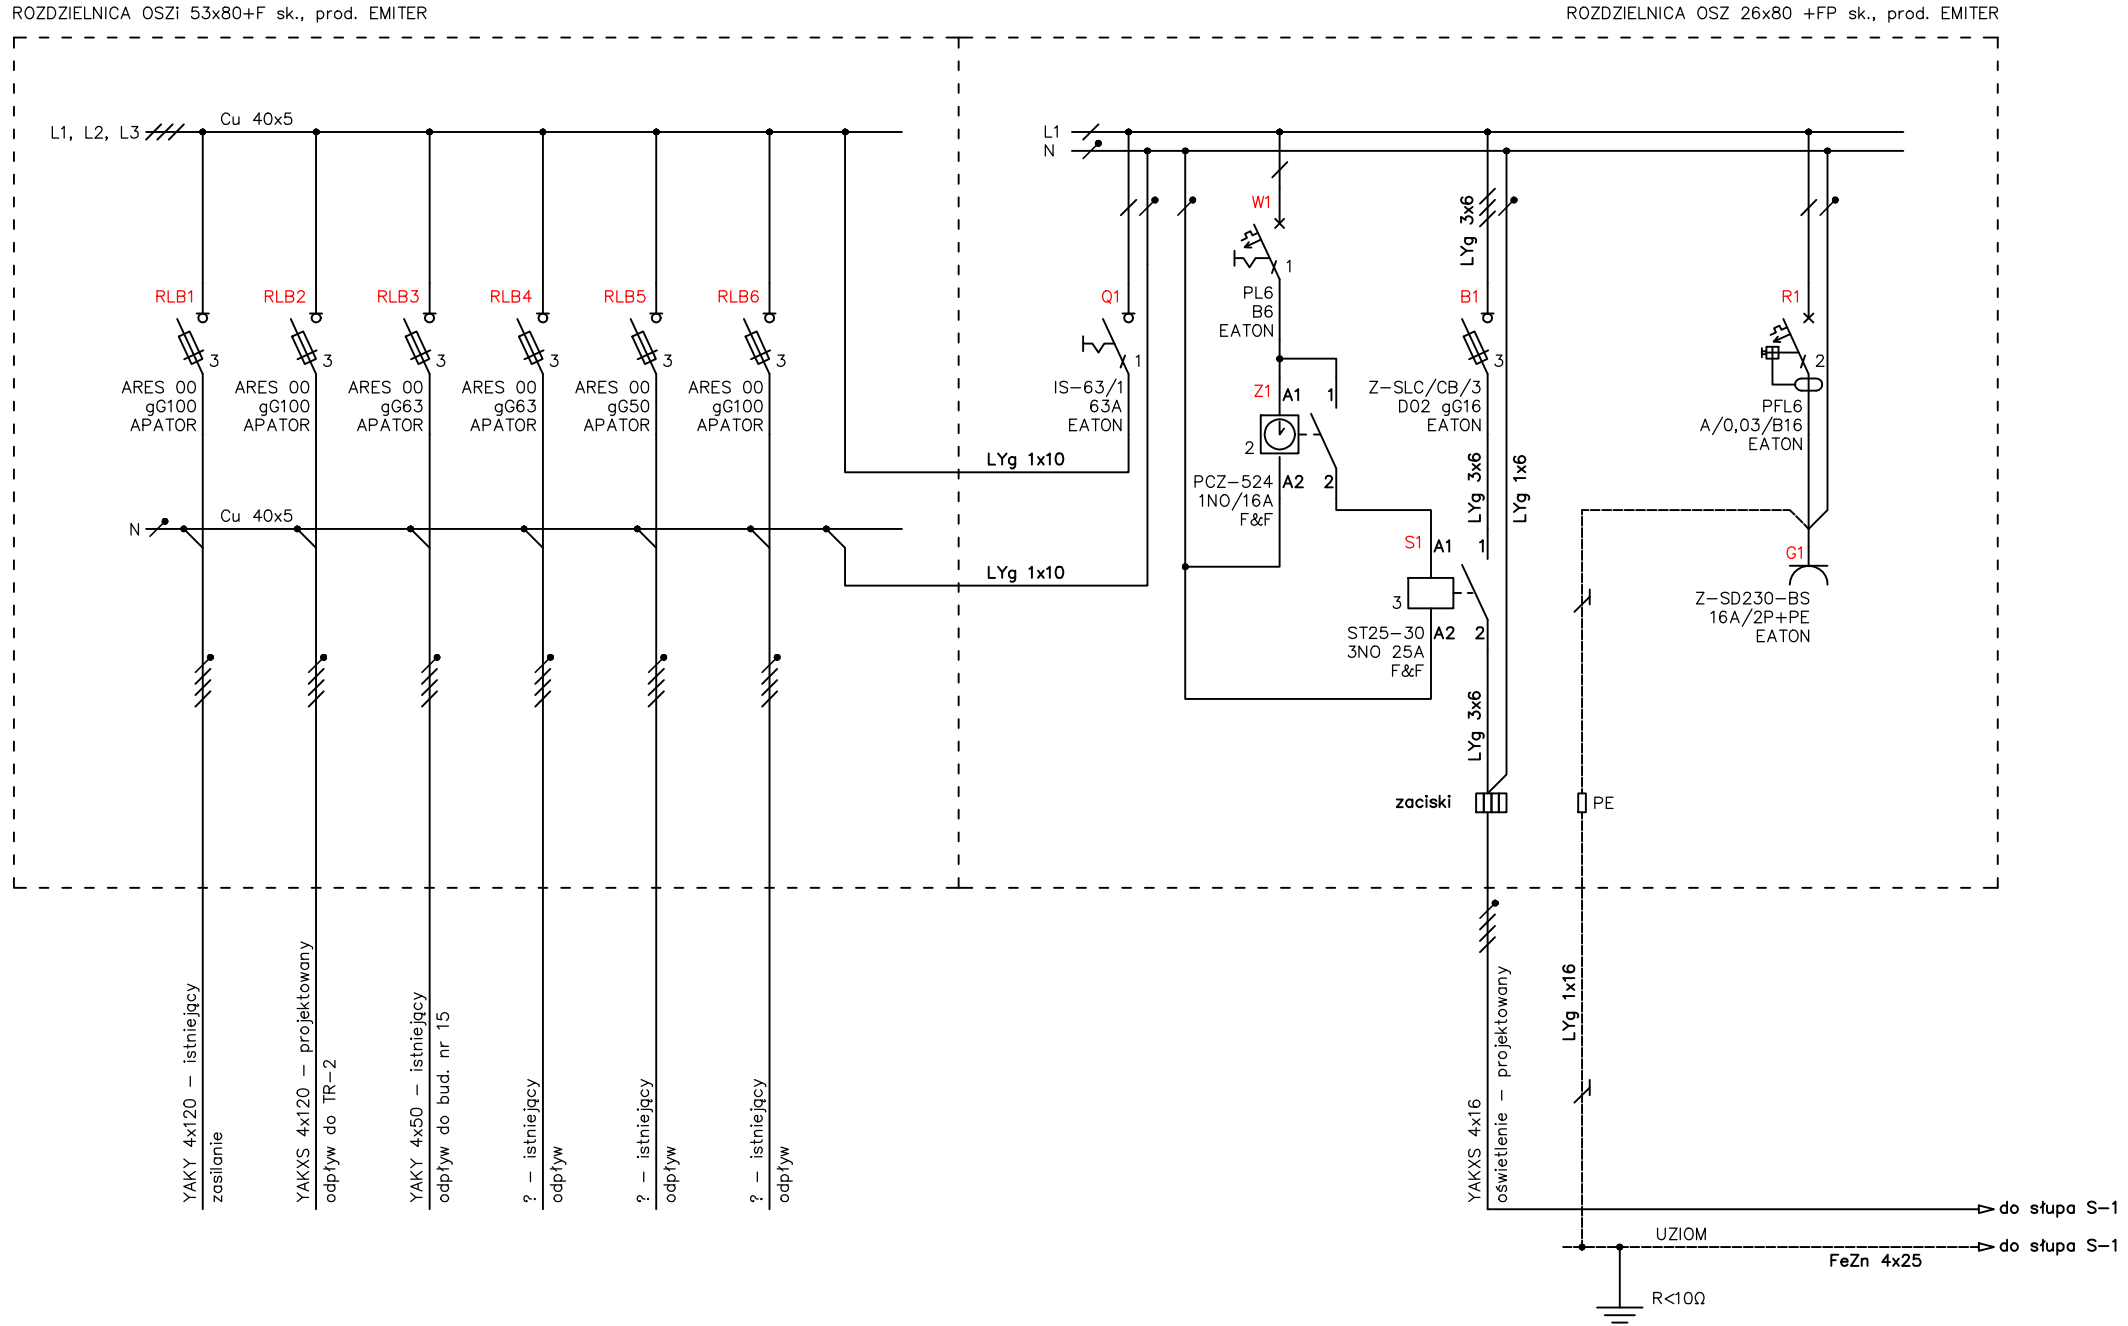 ROZDZIELNICA OSZi 53x80+F sk., prod. EMITER
ROZDZIELNICA OSZ 26x80 +FP sk., prod. EMITER
L1, L2, L3
Cu 40x5
RLB1
ARES 00
gG100
APATOR
3
RLB2
ARES 00
gG100
APATOR
3
RLB3
ARES 00
gG63
APATOR
3
RLB4
ARES 00
gG63
APATOR
3
RLB5
ARES 00
gG50
APATOR
3
RLB6
ARES 00
gG100
APATOR
3
N
Cu 40x5
LYg 1x10
LYg 1x10
L1
N
Q1
1
IS-63/1
63A
EATON
W1
1
PL6
B6
EATON
Z1
A1
1
2
PCZ-524
1NO/16A
F&F
A2
2
LYg 3x6
B1
3
Z-SLC/CB/3
D02 gG16
EATON
LYg 3x6
LYg 1x6
S1
A1
1
3
ST25-30
3NO 25A
F&F
A2
2
LYg 3x6
zaciski
R1
2
PFL6
A/0,03/B16
EATON
G1
Z-SD230-BS
16A/2P+PE
EATON
PE
YAKY 4x120 - istniejący
zasilanie
YAKXS 4x120 - projektowany
odpływ do TR-2
YAKY 4x50 - istniejący
odpływ do bud. nr 15
? - istniejący
odpływ
? - istniejący
odpływ
? - istniejący
odpływ
YAKXS 4x16
oświetlenie - projektowany
LYg 1x16
do słupa S-1
UZIOM
do słupa S-1
FeZn 4x25
R<10Ω